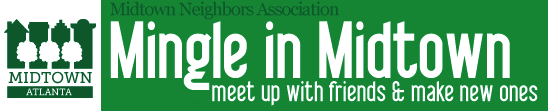 MIDTOWN
ATLANTA
Midtown Neighbors Association
Mingle in Midtown
meet up with friends & make new ones